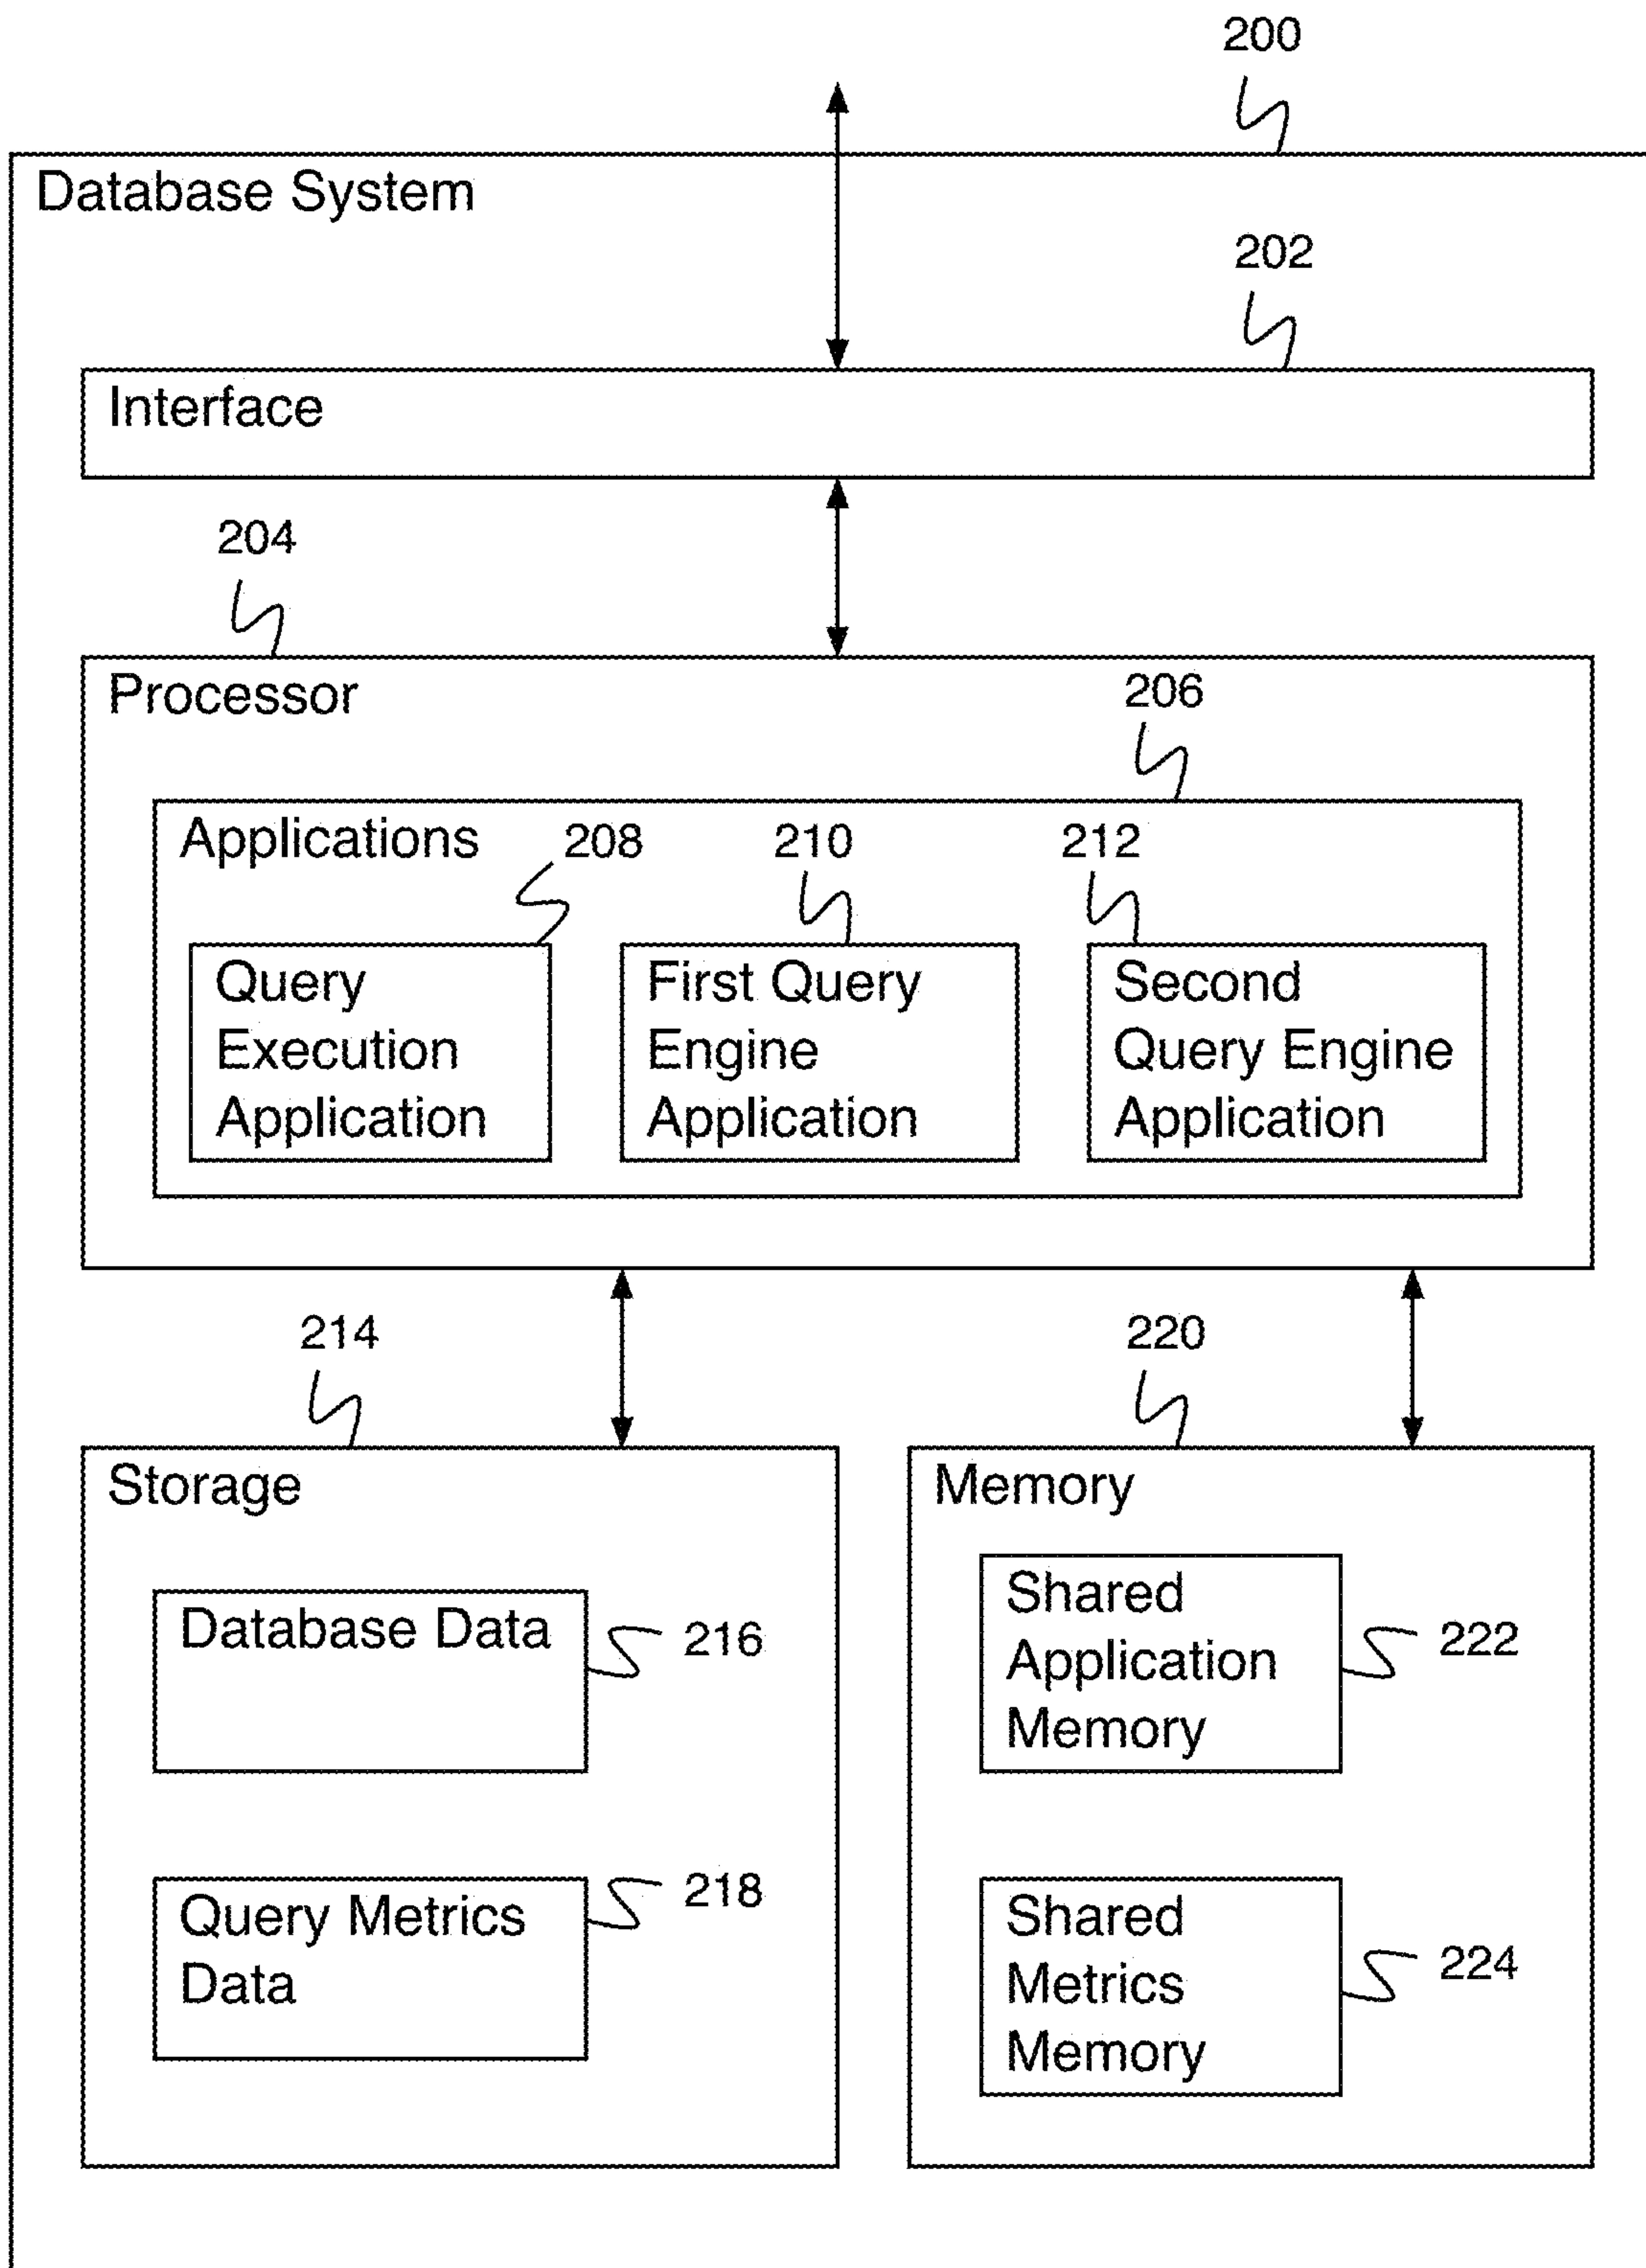 200
Database System
202
Interface
204
Processor
206
Applications
208
210
212
Query
Execution
Application
First Query
Engine
Application
Second
Query Engine
Application
214
220
Storage
Database Data
216
Query Metrics
Data
218
Memory
Shared
Application
Memory
222
Shared
Metrics
Memory
224